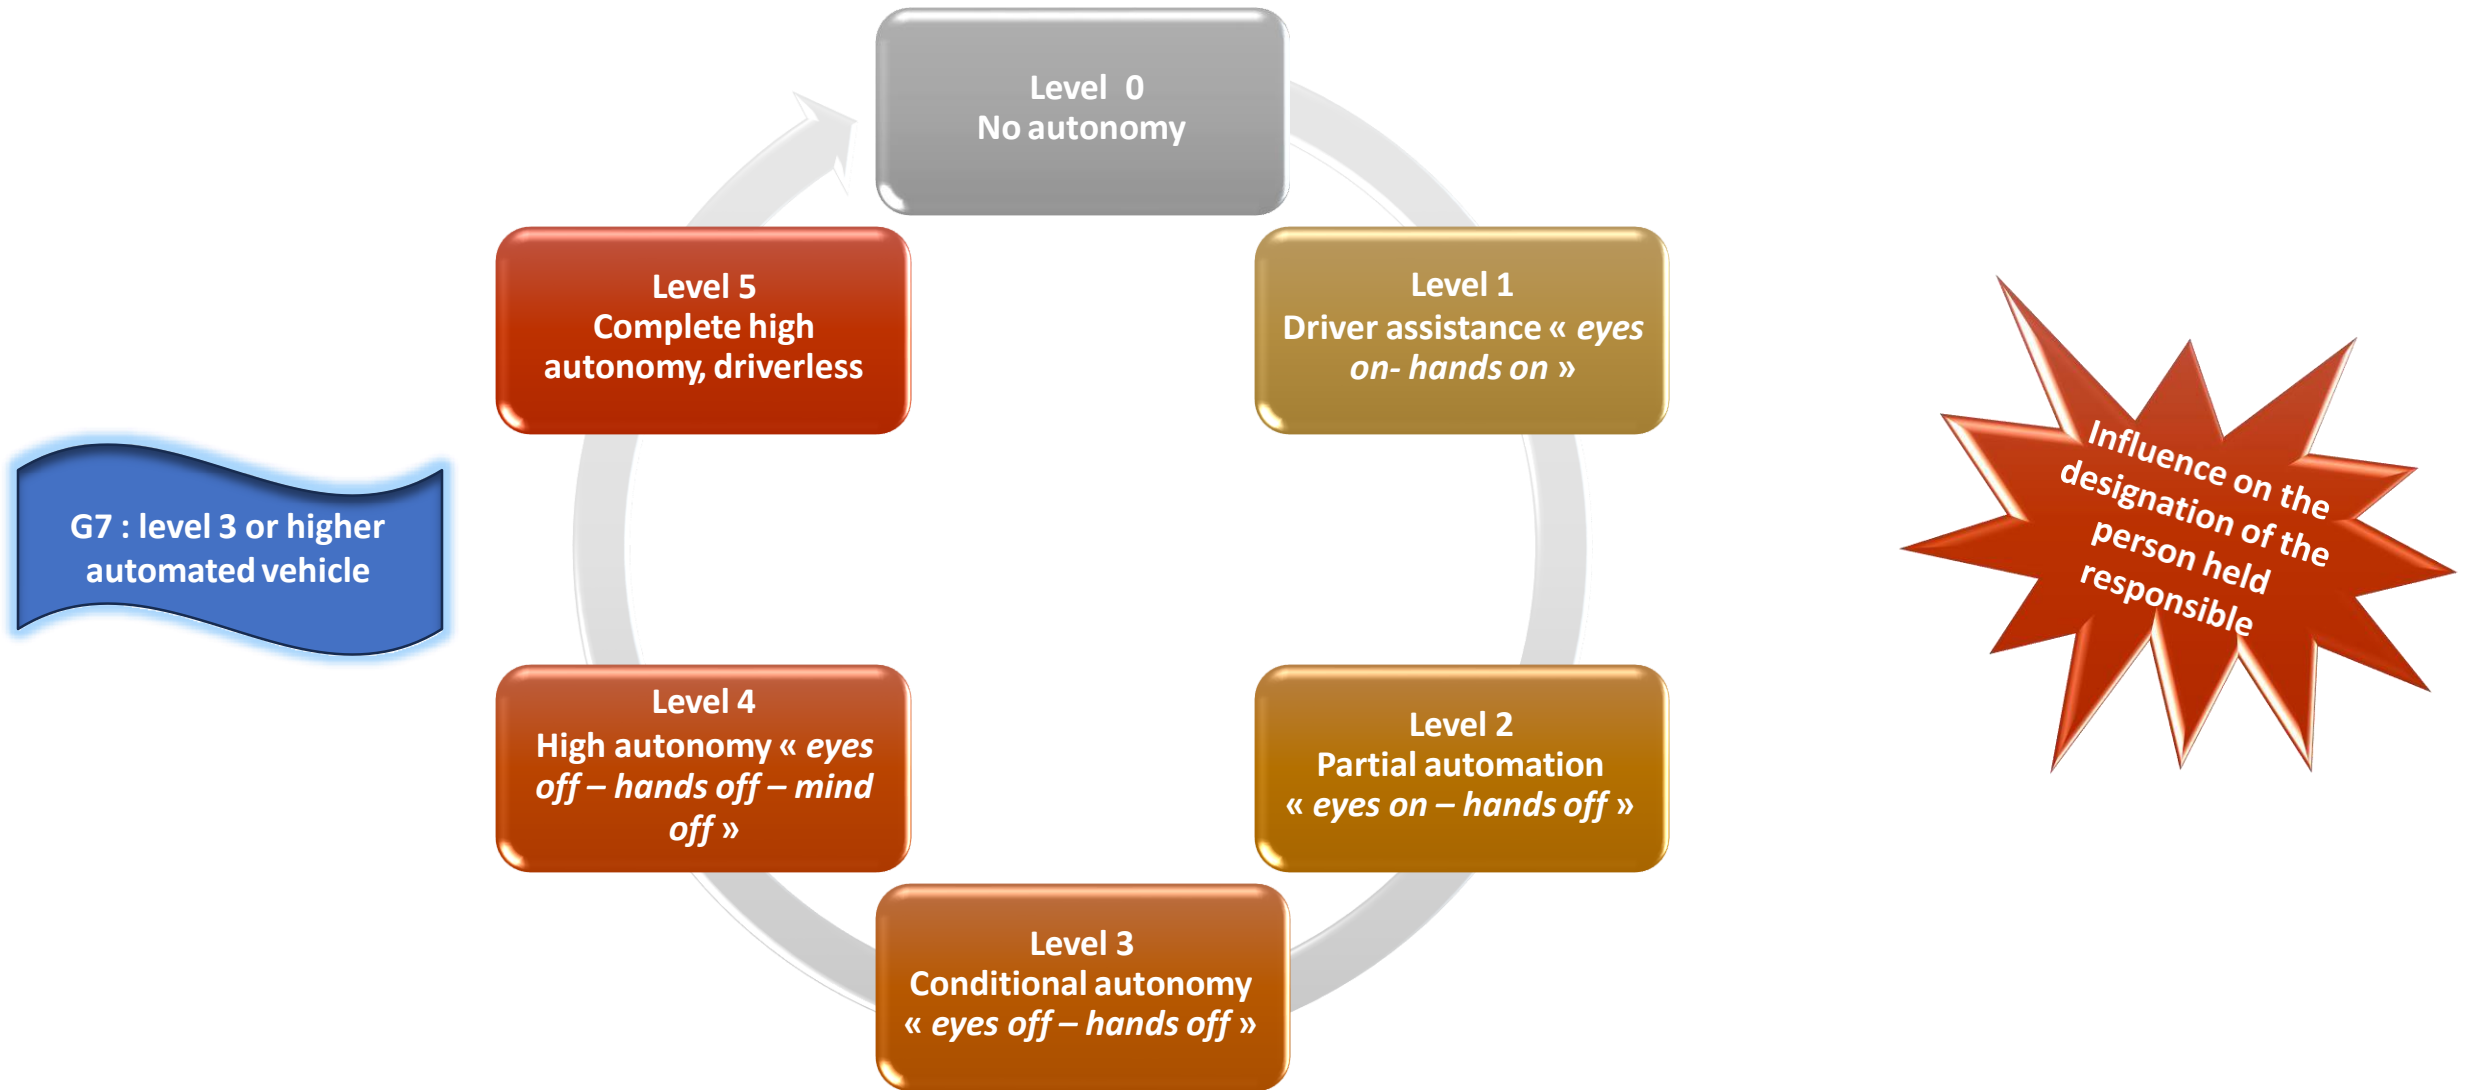 Level 0
No autonomy
Level 1
Driver assistance « eyes
on- hands on »
Level 2
Partial automation
« eyes on – hands off »
Level 3
Conditional autonomy
« eyes off – hands off »
Level 4
High autonomy « eyes
off – hands off – mind
off »
Level 5
Complete high
autonomy, driverless
G7 : level 3 or higher
automated vehicle
Influence on the
designation of the
person held
responsible